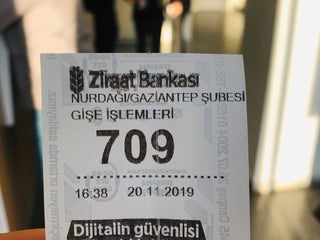 Ziraat Bankası
NURDAĞI/GAZİANTEP ŞUBESİ
GİŞE İŞLEMLERİ
709
16:38 20.11.2019
Dijitalin güvenlisi